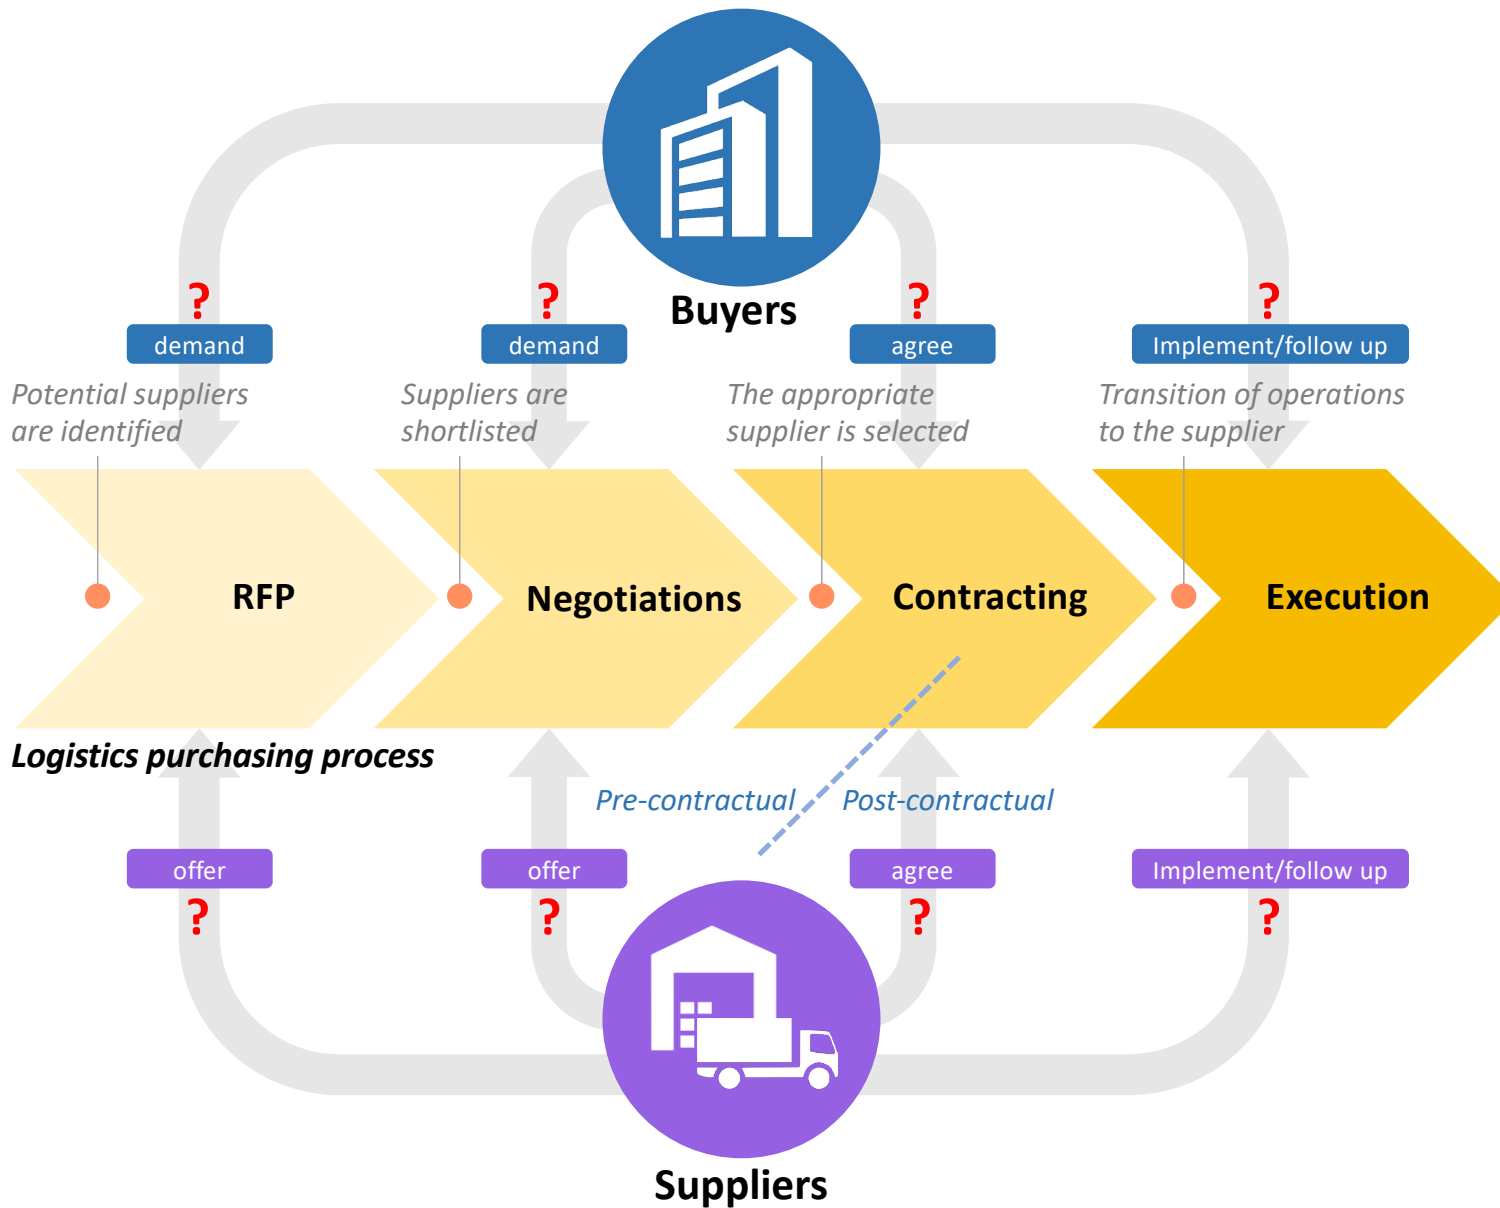 Buyers
?
?
?
?
demand
demand
agree
Implement/follow up
Potential suppliers
are identified
Suppliers are
shortlisted
The appropriate
supplier is selected
Transition of operations
to the supplier
RFP
Negotiations
Contracting
Execution
Logistics purchasing process
Pre-contractual
Post-contractual
offer
offer
agree
Implement/follow up
?
?
?
?
Suppliers